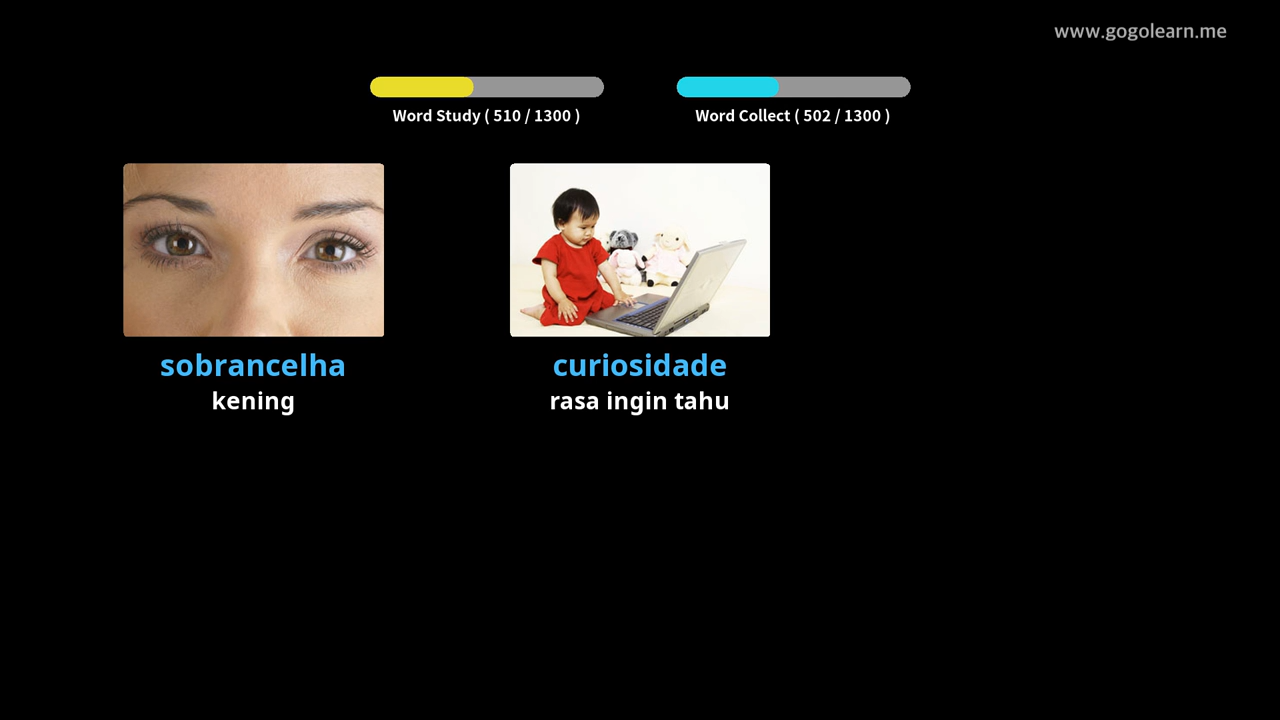 www.gogolearn.me
Word Study ( 510 / 1300 )
Word Collect ( 502 / 1300 )
sobrancelha
kening
curiosidade
rasa ingin tahu